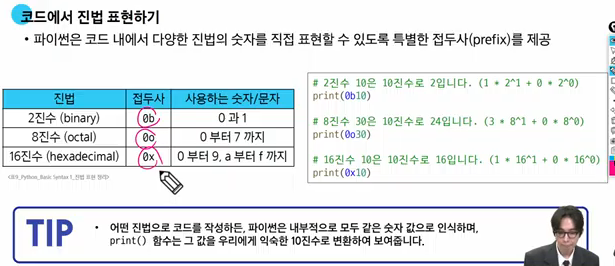 코드에서 진법 표현하기
• 파이썬은 코드 내에서 다양한 진법의 숫자를 직접 표현할 수 있도록 특별한 접두사(prefix)를 제공
진법 접두사 사용하는 숫자/문자
2진수 (binary) 0b 0 과 1
8진수 (octal) 0o 0 부터 7 까지
16진수 (hexadecimal) 0x 0 부터 9, a 부터 f 까지
# 2진수 10은 10진수로 2입니다. (1 * 2^1 + 0 * 2^0)
print(0b10)
# 8진수 30은 10진수로 24입니다. (3 * 8^1 + 0 * 8^0)
print(0o30)
# 16진수 10은 10진수로 16입니다. (1 * 16^1 + 0 * 16^0)
print(0x10)
TIP
• 어떤 진법으로 코드를 작성하든, 파이썬은 내부적으로 모두 같은 숫자 값으로 인식하며,
print() 함수는 그 값을 우리에게 익숙한 10진수로 변환하여 보여줍니다.